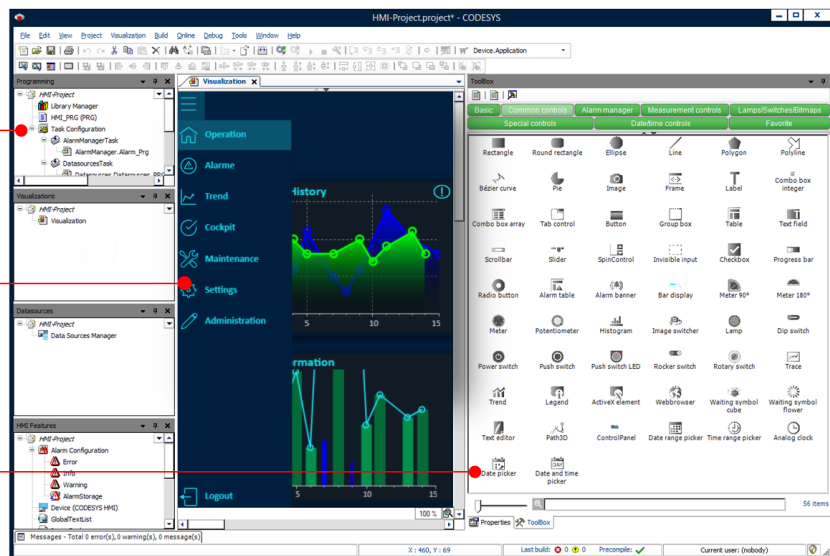 HMI-Project.project* - CODESYS
File Edit View Project Visualization Build Online Debug Tools Window Help
Device.Application
Programming
HMI-Project
Library Manager
HMI_PRG (PRG)
Task Configuration
AlarmManagerTask
AlarmManager.Alarm_Prg
DatasourcesTask
Datasources.Datasources_PRG
Visualizations
HMI-Project
Visualization
Datasources
HMI-Project
Data Sources Manager
HMI Features
HMI-Project
Alarm Configuration
Error
Info
Warning
AlarmStorage
Device (CODESYS HMI)
GlobalTextList
Visualization X
Operation
Alarme
Trend
Cockpit
Maintenance
Settings
Administration
Logout
History
5 10 15
rmation
5 10 15
100 %
ToolBox
Basic Common controls Alarm manager Measurement controls Lamps/Switches/Bitmaps
Special controls Date/time controls Favorite
Rectangle Round rectangle Ellipse Line Polygon Polyline
Bézier curve Pie Image Frame Label Combo box integer
Combo box array Tab control Button Group box Table Text field
Scrollbar Slider SpinControl Invisible input Checkbox Progress bar
Radio button Alarm table Alarm banner Bar display Meter 90° Meter 180°
Meter Potentiometer Histogram Image switcher Lamp Dip switch
Power switch Push switch Push switch LED Rocker switch Rotary switch Trace
Trend Legend ActiveX element Webbrowser Waiting symbol cube Waiting symbol flower
Text editor Path3D ControlPanel Date range picker Time range picker Analog clock
Date picker Date and time picker
56 items
Properties ToolBox
Messages - Total 0 error(s), 0 warning(s), 0 message(s)
X : 460, Y : 69
Last build: 0 0 Precompile:
Current user: (nobody)